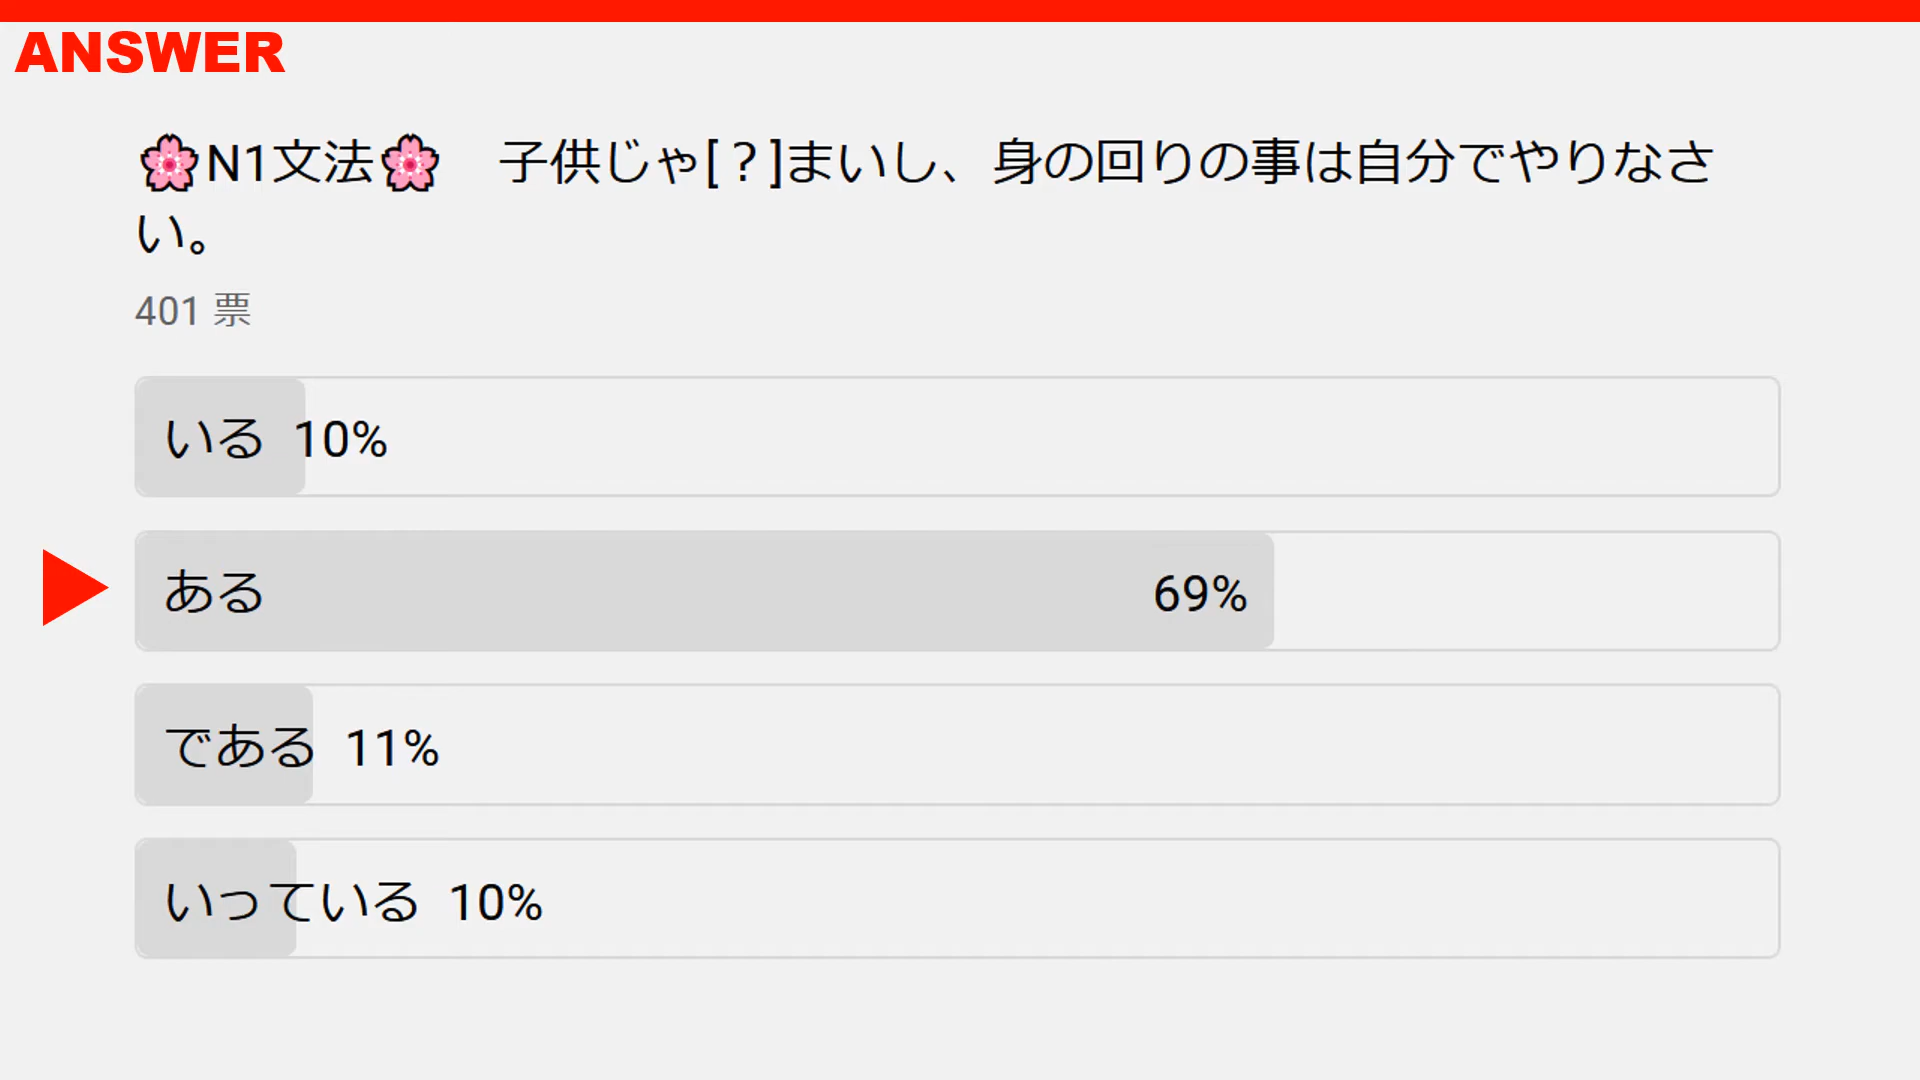 ANSWER
🌸N1文法🌸　子供じゃ[？]まいし、身の回りの事は自分でやりなさ
い。
401 票
いる 10%
ある 69%
である 11%
いっている 10%